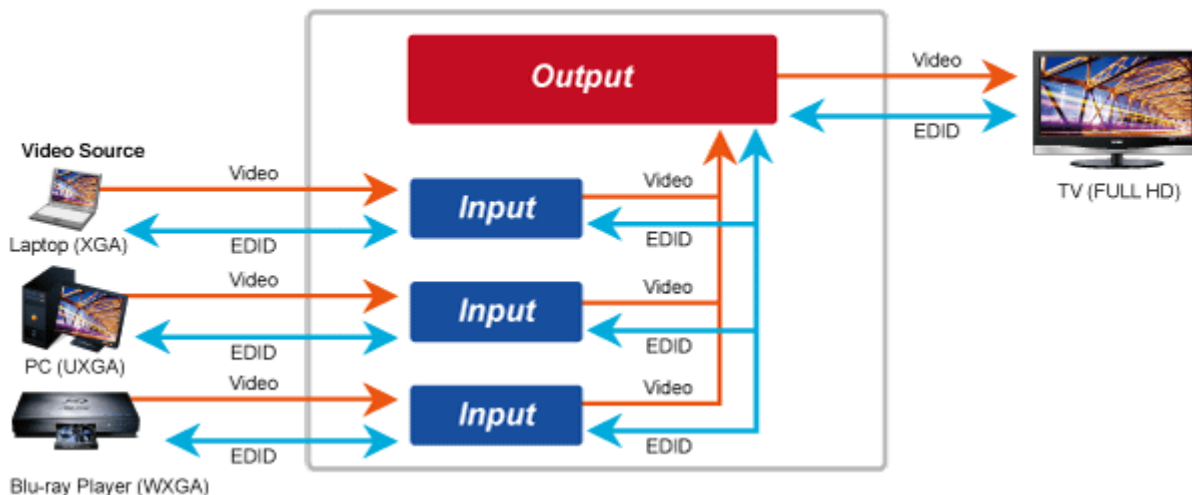 Output
Video
EDID
TV (FULL HD)
Video Source
Video
EDID
Laptop (XGA)
Input
Video
EDID
Video
EDID
PC (UXGA)
Input
Video
EDID
Video
EDID
Blu-ray Player (WXGA)
Input
Video
EDID